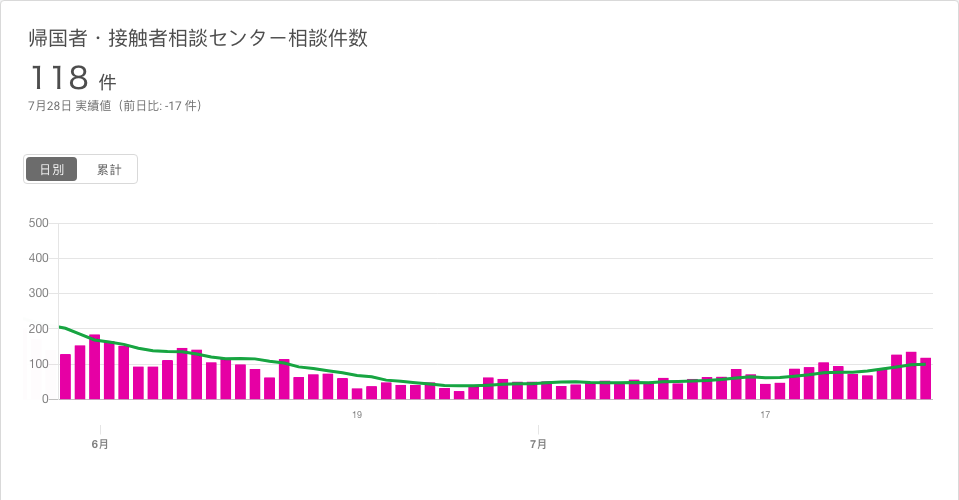 帰国者・接触者相談センター相談件数
118 件
7月28日 実績値（前日比: -17 件）
日別 累計
500
400
300
200
100
0
19 17
6月 7月